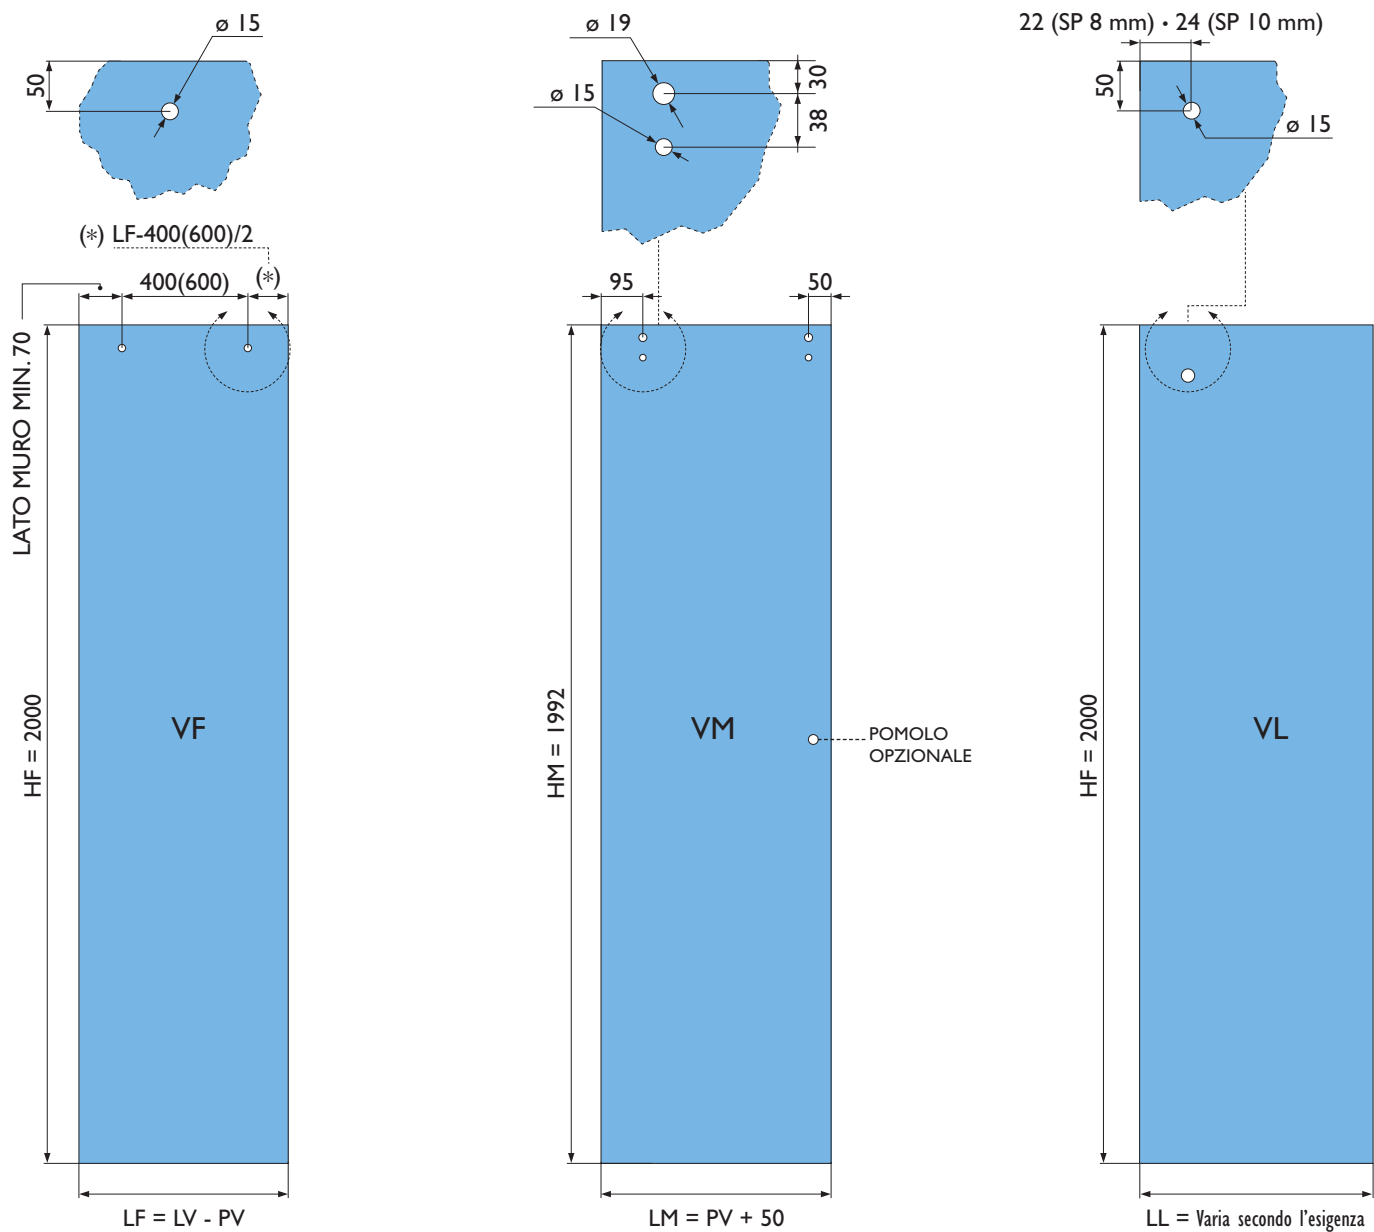 ø 15
50
(*) LF-400(600)/2
400(600)
(*)
LATO MURO MIN. 70
HF = 2000
VF
LF = LV - PV
ø 19
ø 15
30
38
95
50
HM = 1992
VM
POMOLO
OPZIONALE
LM = PV + 50
22 (SP 8 mm) • 24 (SP 10 mm)
50
ø 15
HF = 2000
VL
LL = Varia secondo l'esigenza